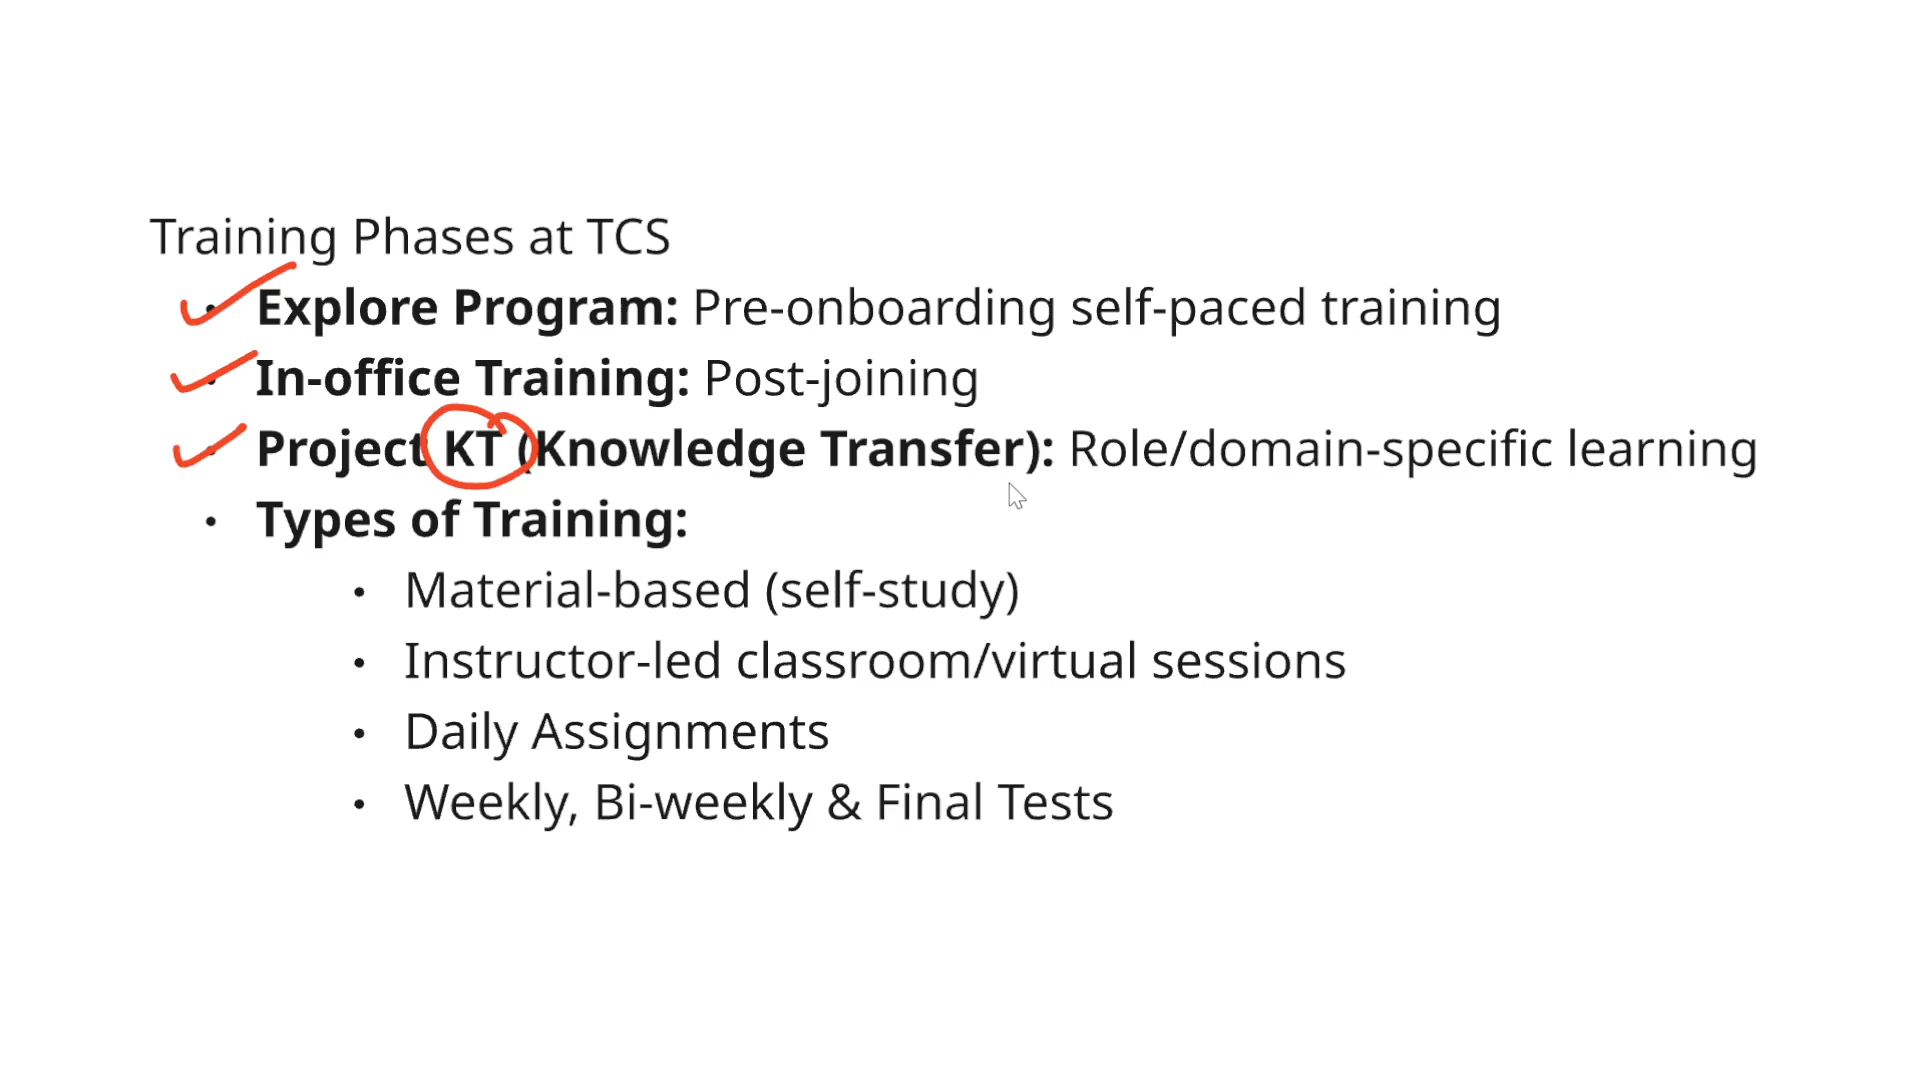 Training Phases at TCS
• Explore Program: Pre-onboarding self-paced training
• In-office Training: Post-joining
• Project KT (Knowledge Transfer): Role/domain-specific learning
• Types of Training:
• Material-based (self-study)
• Instructor-led classroom/virtual sessions
• Daily Assignments
• Weekly, Bi-weekly & Final Tests